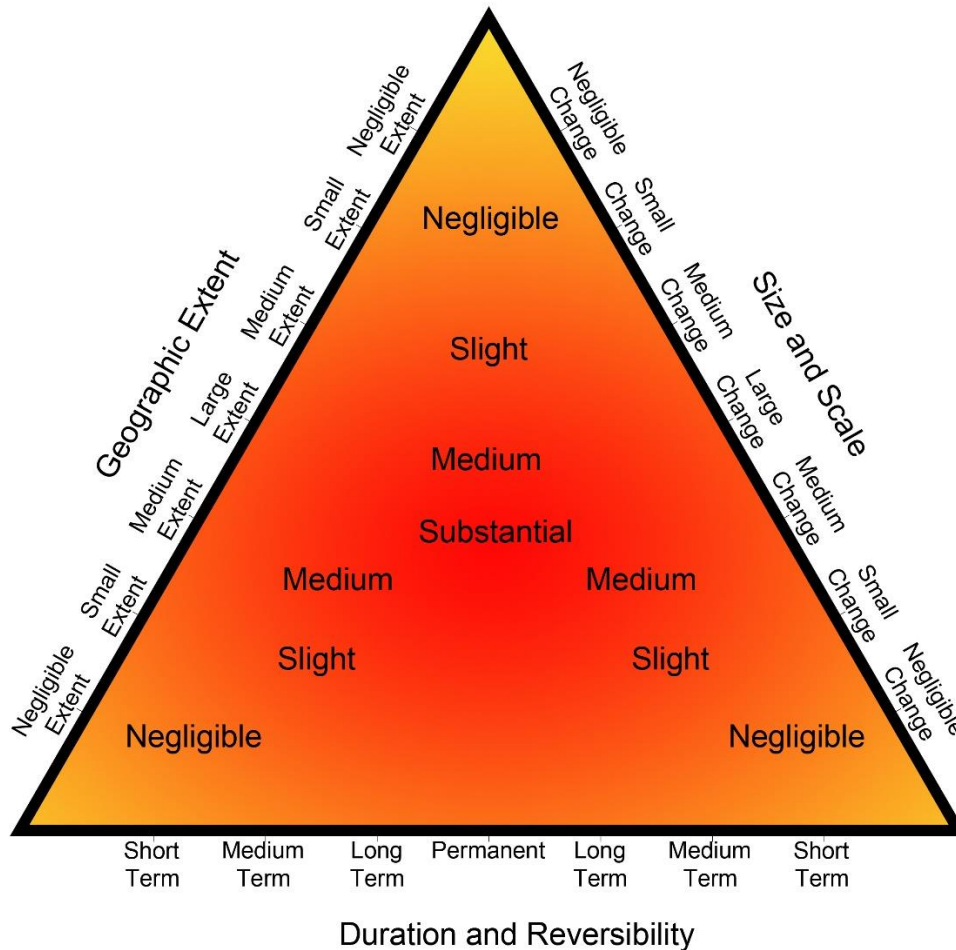 Negligible
Extent
Small
Extent
Medium
Extent
Large
Extent
Medium
Extent
Small
Extent
Negligible
Extent
Geographic Extent
Negligible
Change
Small
Change
Medium
Change
Large
Change
Medium
Change
Small
Change
Negligible
Change
Size and Scale
Negligible
Slight
Medium
Substantial
Medium
Medium
Slight
Slight
Negligible
Negligible
Short
Term
Medium
Term
Long
Term
Permanent
Long
Term
Medium
Term
Short
Term
Duration and Reversibility